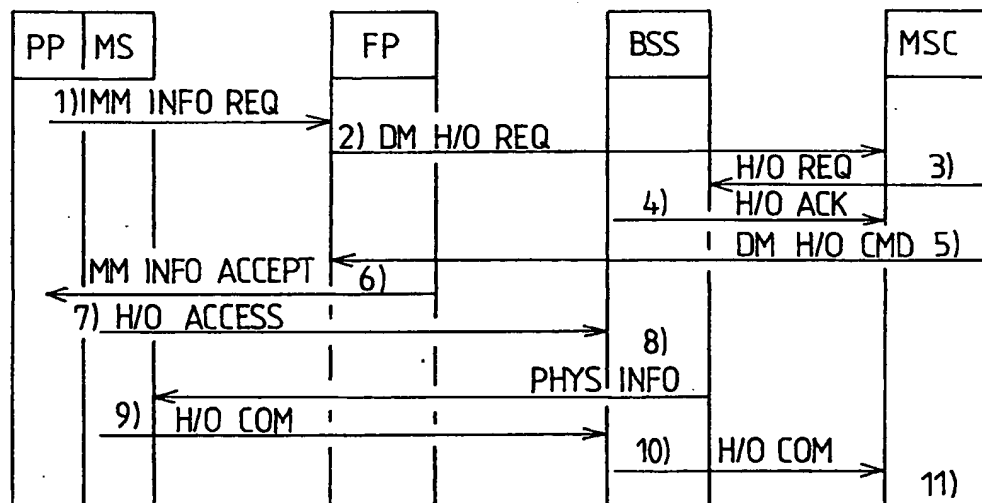 PP MS FP BSS MSC
1) MM INFO REQ
2) DM H/O REQ
H/O REQ 3)
4) H/O ACK
DM H/O CMD 5)
MM INFO ACCEPT 6)
7) H/O ACCESS
8)
PHYS INFO
9) H/O COM
10) H/O COM
11)